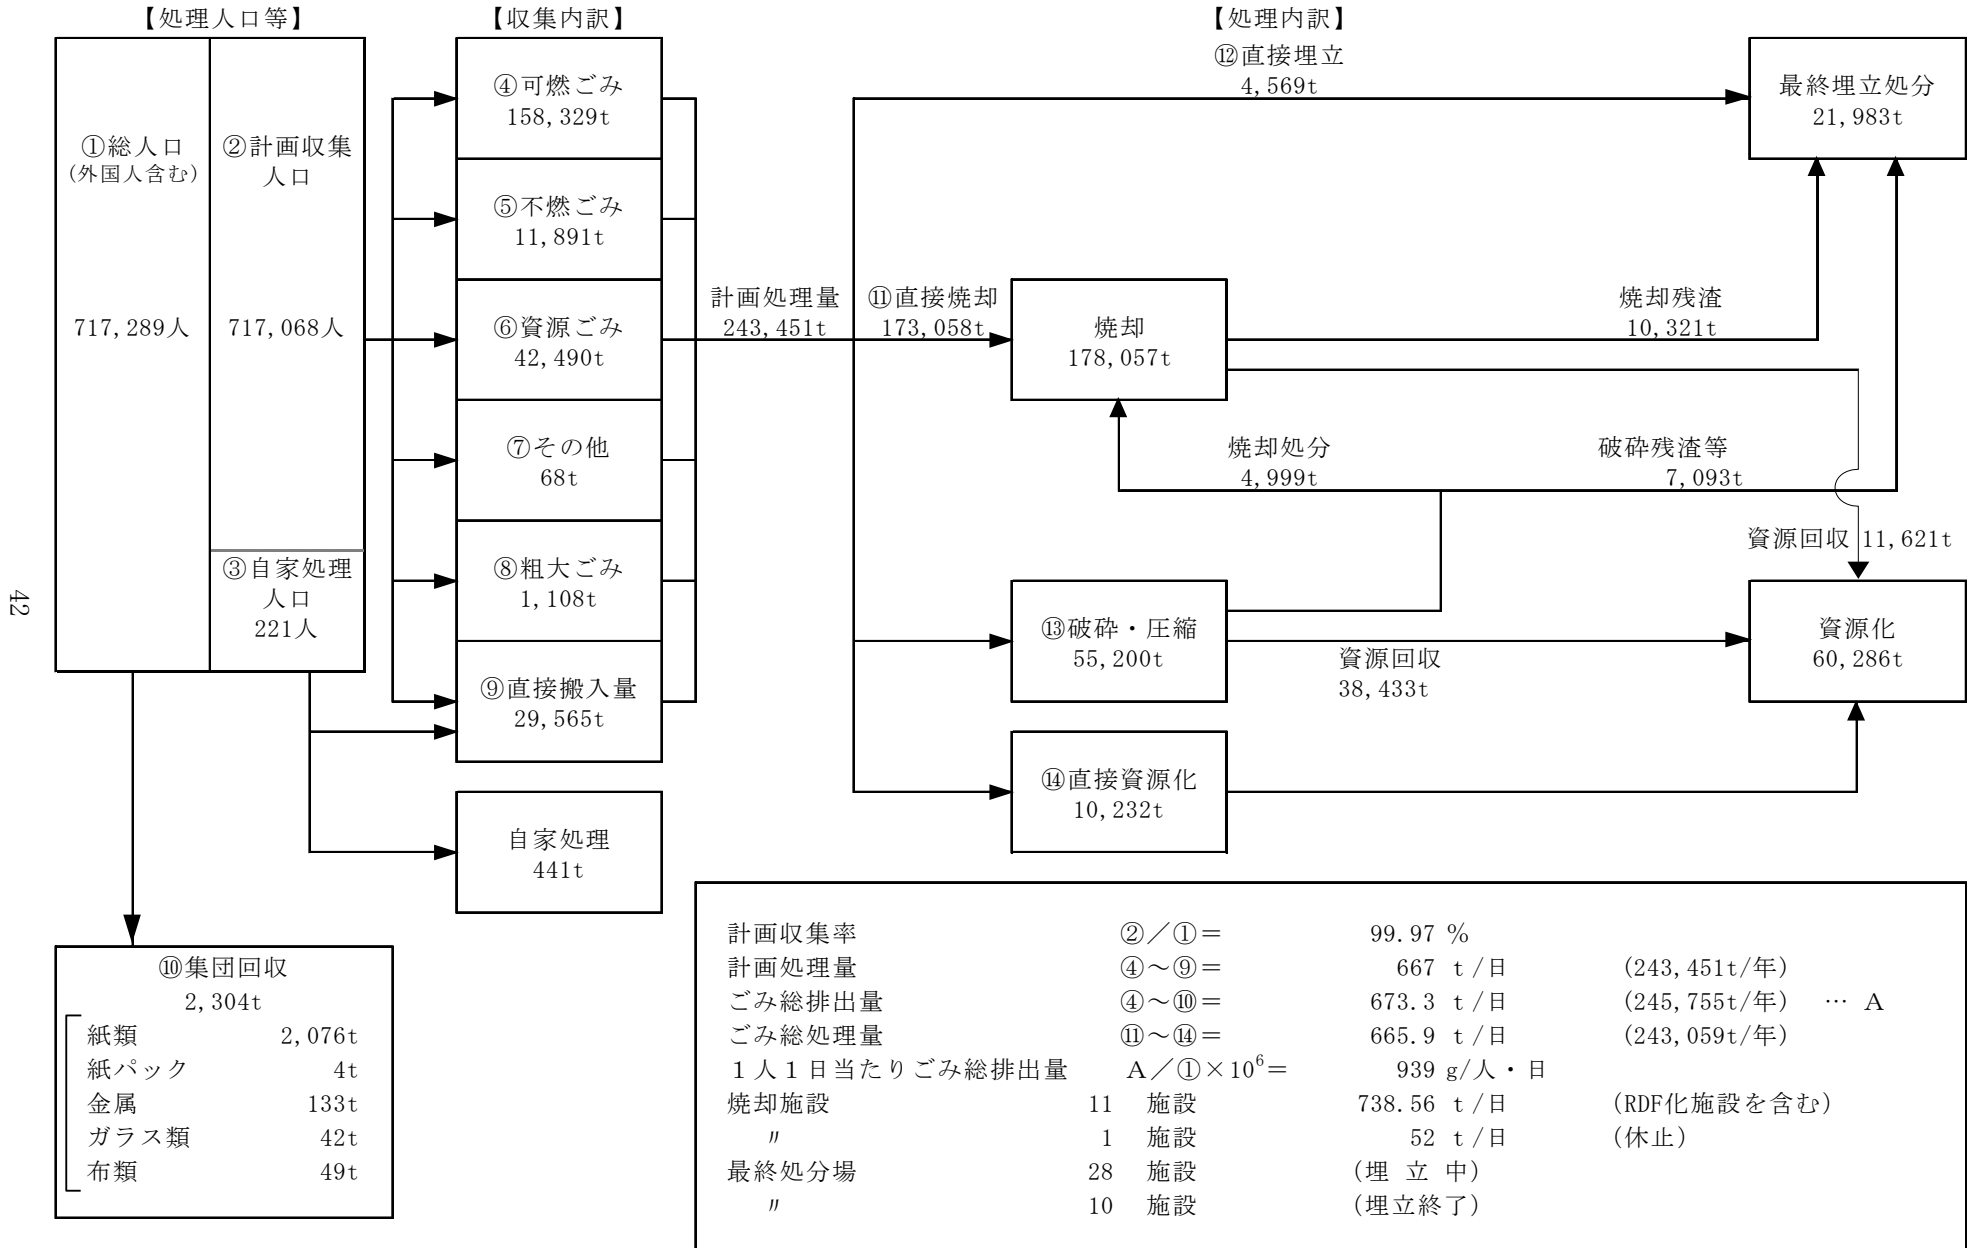 【処理人口等】
【収集内訳】
【処理内訳】
①総人口
(外国人含む)
717,289人
②計画収集
人口
717,068人
③自家処理
人口
221人
④可燃ごみ
158,329t
⑤不燃ごみ
11,891t
⑥資源ごみ
42,490t
⑦その他
68t
⑧粗大ごみ
1,108t
⑨直接搬入量
29,565t
自家処理
441t
計画処理量
243,451t
⑫直接埋立
4,569t
⑪直接焼却
173,058t
焼却
178,057t
最終埋立処分
21,983t
焼却残渣
10,321t
焼却処分
4,999t
破砕残渣等
7,093t
資源回収 11,621t
⑬破砕・圧縮
55,200t
資源回収
38,433t
資源化
60,286t
⑭直接資源化
10,232t
42
⑩集団回収
2,304t
紙類 2,076t
紙パック 4t
金属 133t
ガラス類 42t
布類 49t
計画収集率 ②／①＝ 99.97 %
計画処理量 ④～⑨＝ 667 t/日 (243,451t/年)
ごみ総排出量 ④～⑩＝ 673.3 t/日 (245,755t/年) … A
ごみ総処理量 ⑪～⑭＝ 665.9 t/日 (243,059t/年)
１人１日当たりごみ総排出量 A／①×10⁶＝ 939 g/人・日
焼却施設 11 施設 738.56 t/日 (RDF化施設を含む)
〃 1 施設 52 t/日 (休止)
最終処分場 28 施設 (埋 立 中)
〃 10 施設 (埋立終了)